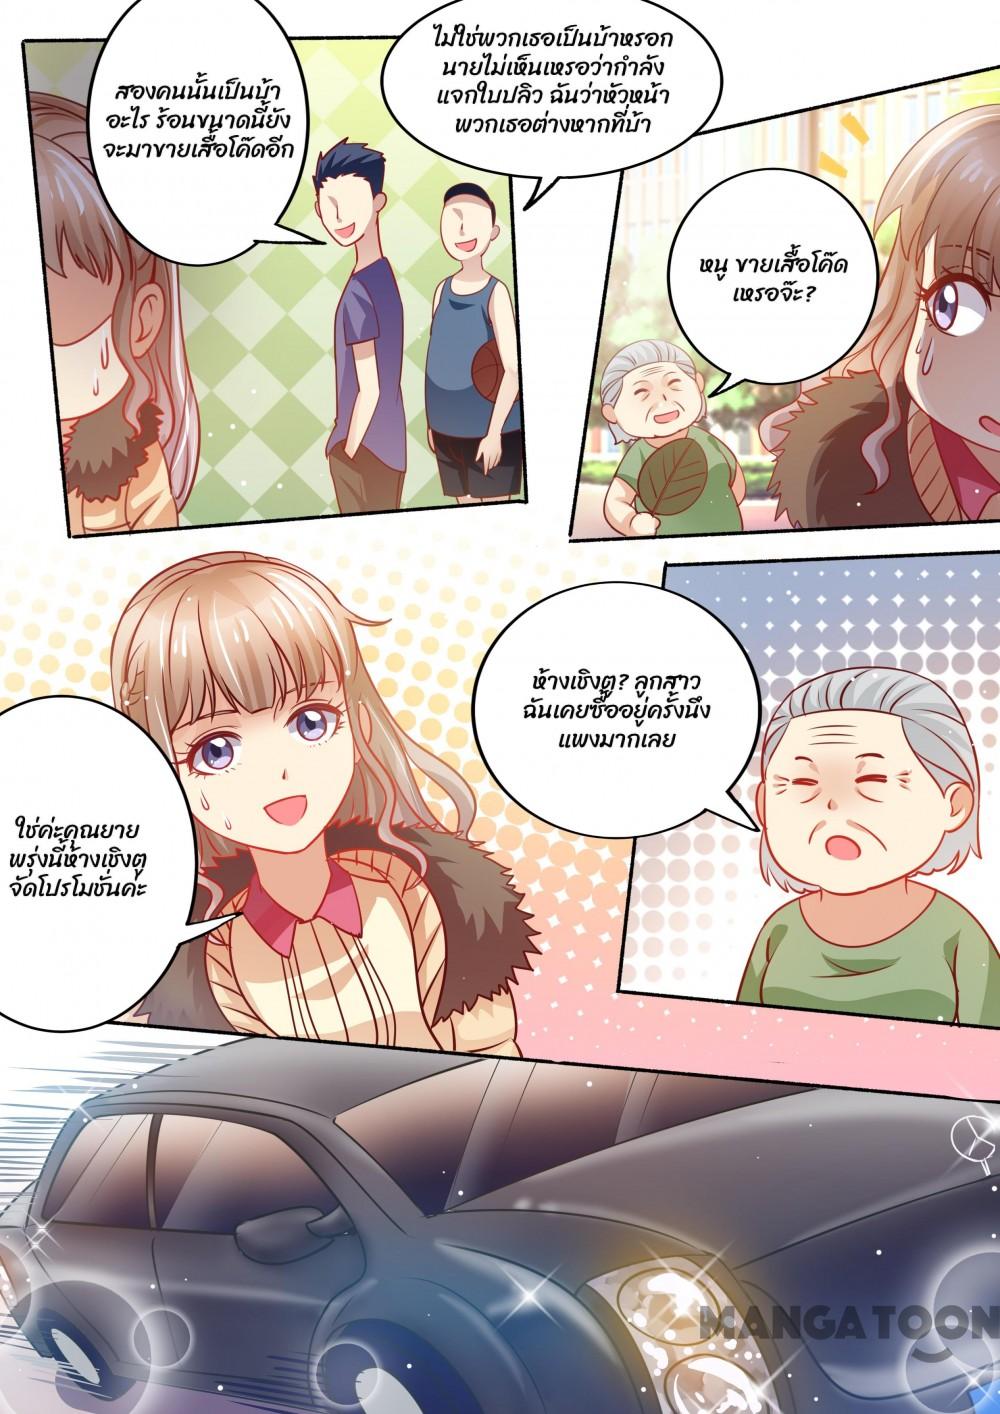 สองคนนั้นเป็นบ้า
อะไร ร้อนขนาดนี้ยัง
จะมาขายเสื้อโค๊ดอีก
ไม่ใช่พวกเธอเป็นบ้าหรอก
นายไม่เห็นเหรอว่ากำลัง
แจกใบปลิว ฉันว่าหัวหน้า
พวกเธอต่างหากที่บ้า
หนู ขายเสื้อโค๊ด
เหรอจ๊ะ?
ห้างเชิงตู? ลูกสาว
ฉันเคยซื้ออยู่ครั้งนึง
แพงมากเลย
ใช่ค่ะคุณยาย
พรุ่งนี้ห้างเชิงตู
จัดโปรโมชั่นค่ะ
MANGATOON